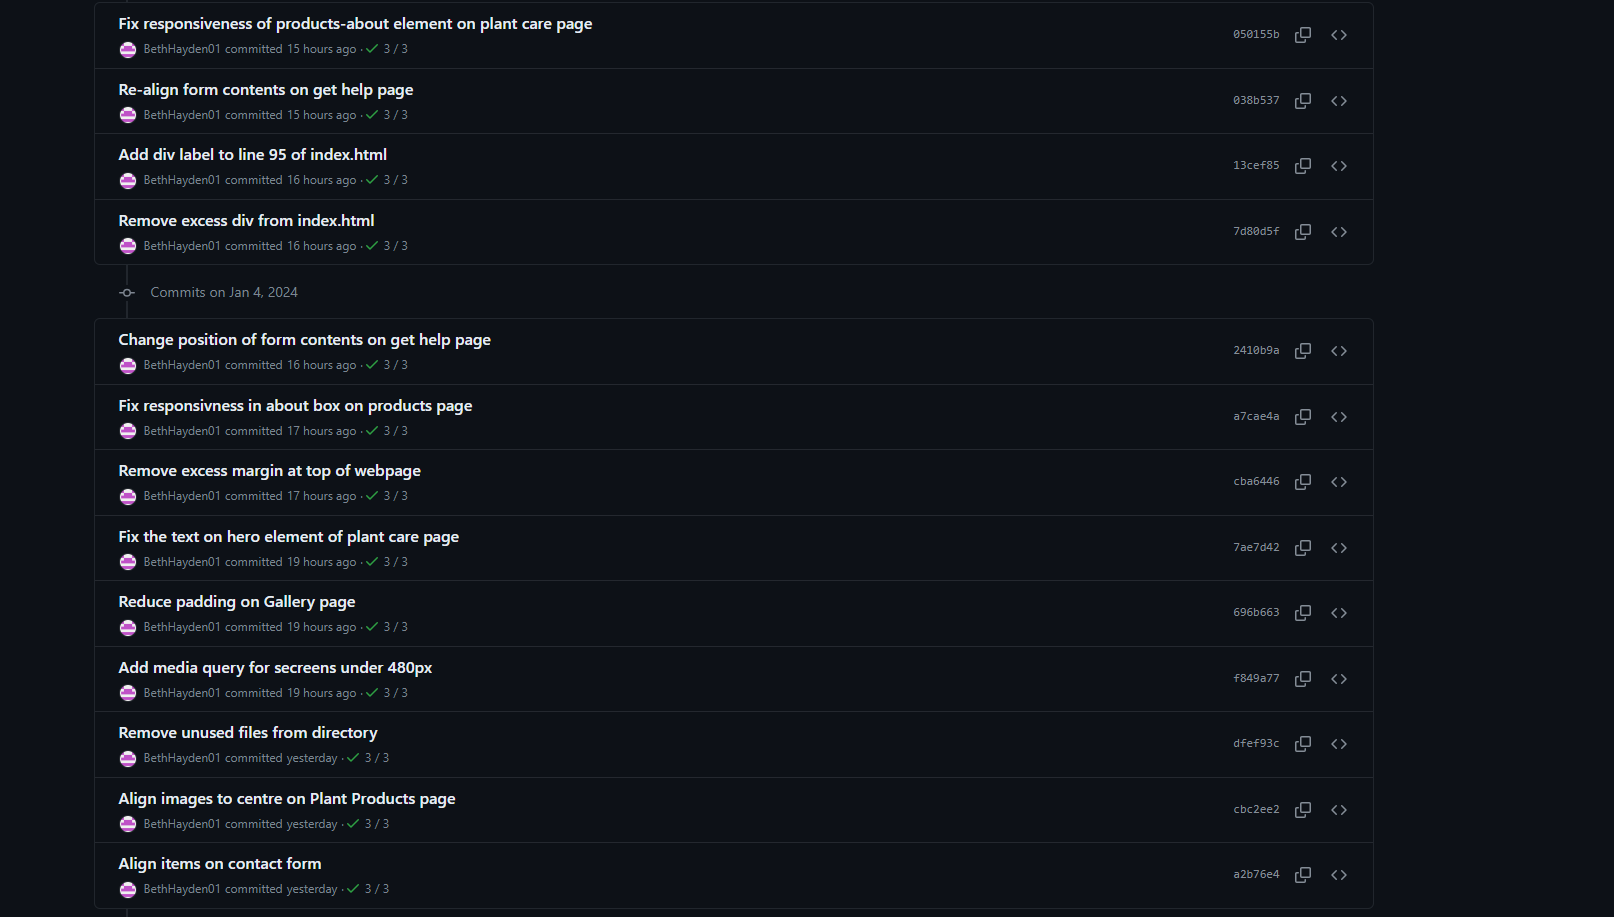 Fix responsiveness of products-about element on plant care page
BethHayden01 committed 15 hours ago · ✓ 3 / 3
050155b
Re-align form contents on get help page
BethHayden01 committed 15 hours ago · ✓ 3 / 3
038b537
Add div label to line 95 of index.html
BethHayden01 committed 16 hours ago · ✓ 3 / 3
13cef85
Remove excess div from index.html
BethHayden01 committed 16 hours ago · ✓ 3 / 3
7d80d5f
Commits on Jan 4, 2024
Change position of form contents on get help page
BethHayden01 committed 16 hours ago · ✓ 3 / 3
2410b9a
Fix responsivness in about box on products page
BethHayden01 committed 17 hours ago · ✓ 3 / 3
a7cae4a
Remove excess margin at top of webpage
BethHayden01 committed 17 hours ago · ✓ 3 / 3
cba6446
Fix the text on hero element of plant care page
BethHayden01 committed 19 hours ago · ✓ 3 / 3
7ae7d42
Reduce padding on Gallery page
BethHayden01 committed 19 hours ago · ✓ 3 / 3
696b663
Add media query for secreens under 480px
BethHayden01 committed 19 hours ago · ✓ 3 / 3
f849a77
Remove unused files from directory
BethHayden01 committed yesterday · ✓ 3 / 3
dfef93c
Align images to centre on Plant Products page
BethHayden01 committed yesterday · ✓ 3 / 3
cbc2ee2
Align items on contact form
BethHayden01 committed yesterday · ✓ 3 / 3
a2b76e4